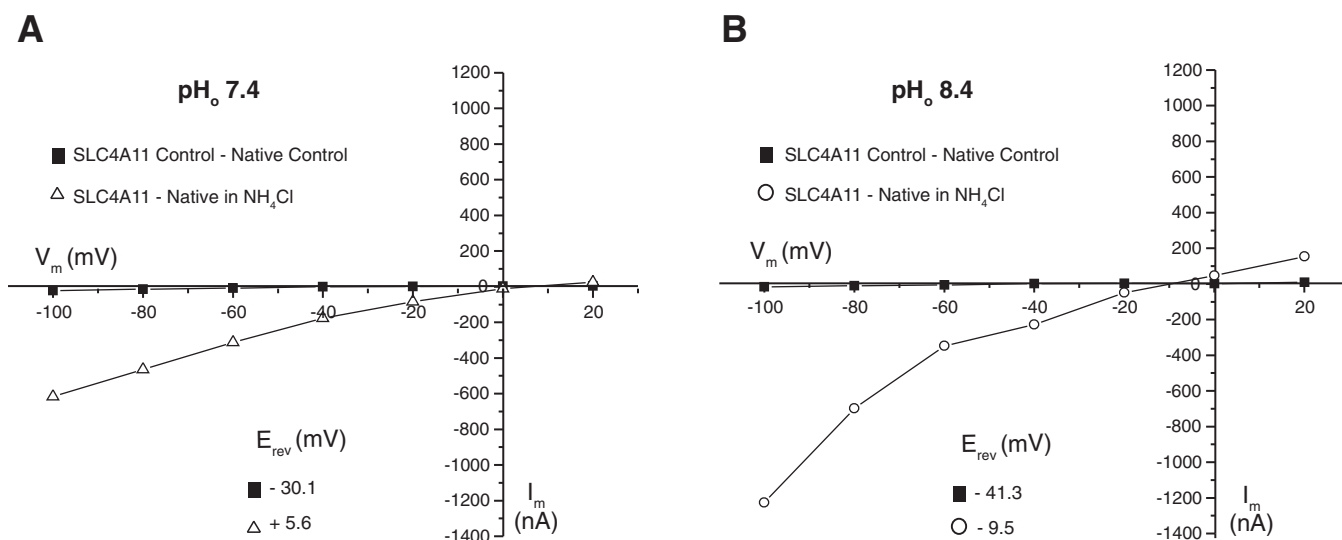 A
pHo 7.4
SLC4A11 Control - Native Control
SLC4A11 - Native in NH4Cl
Vm (mV)
1200
1000
800
600
400
200
0
-200
-400
-600
-800
-1000
-1200
-1400
-100
-80
-60
-40
-20
20
Erev (mV)
- 30.1
+ 5.6
Im
(nA)
B
pHo 8.4
SLC4A11 Control - Native Control
SLC4A11 - Native in NH4Cl
Vm (mV)
1200
1000
800
600
400
200
0
-200
-400
-600
-800
-1000
-1200
-1400
-100
-80
-60
-40
-20
20
Erev (mV)
- 41.3
- 9.5
Im
(nA)